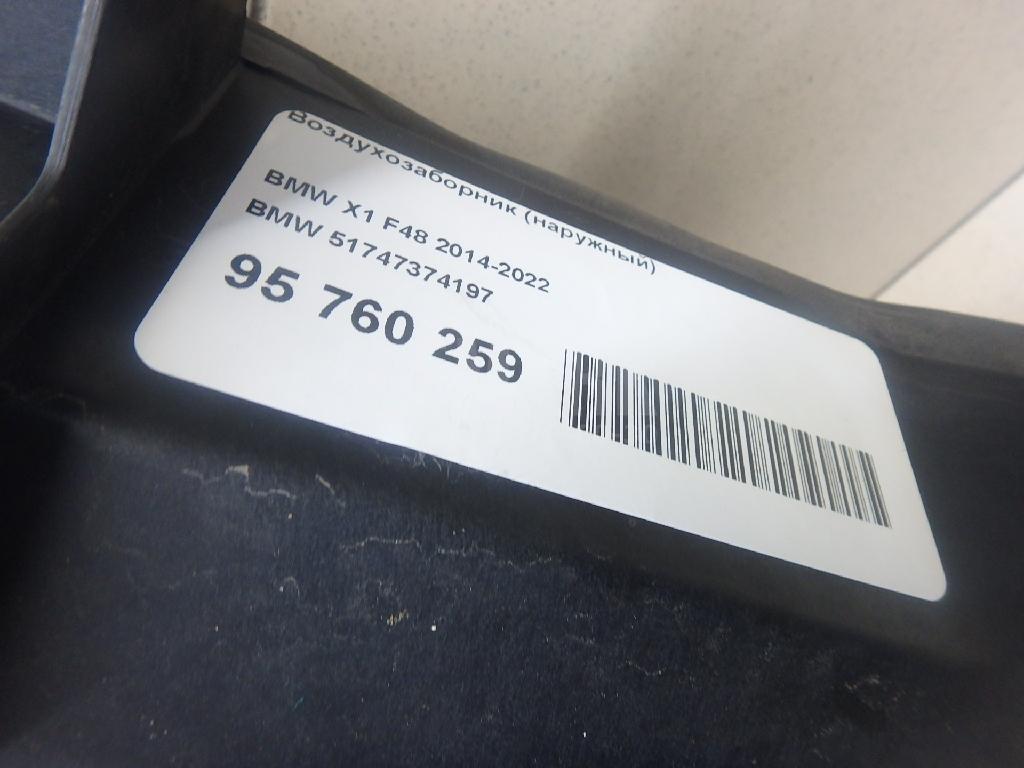 Воздухозаборник (наружный)
BMW X1 F48 2014-2022
BMW 51747374197
95 760 259